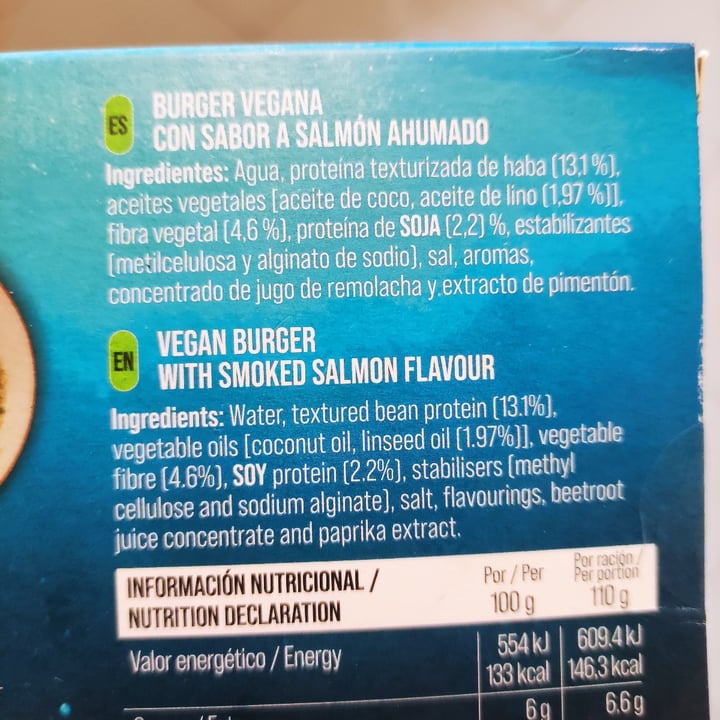 ES
BURGER VEGANA
CON SABOR A SALMÓN AHUMADO
Ingredientes: Agua, proteína texturizada de haba (13,1 %),
aceites vegetales [aceite de coco, aceite de lino (1,97 %)],
fibra vegetal (4,6 %), proteína de SOJA (2,2) %, estabilizantes
(metilcelulosa y alginato de sodio), sal, aromas,
concentrado de jugo de remolacha y extracto de pimentón.
EN
VEGAN BURGER
WITH SMOKED SALMON FLAVOUR
Ingredients: Water, textured bean protein (13.1%),
vegetable oils [coconut oil, linseed oil (1.97%)], vegetable
fibre (4.6%), SOY protein (2.2%), stabilisers (methyl
cellulose and sodium alginate), salt, flavourings, beetroot
juice concentrate and paprika extract.
INFORMACIÓN NUTRICIONAL /
NUTRITION DECLARATION
Por / Per
100 g
Por ración /
Per portion
110 g
Valor energético / Energy
554 kJ 609.4 kJ
133 kcal 146,3 kcal
6 g 6,6 g